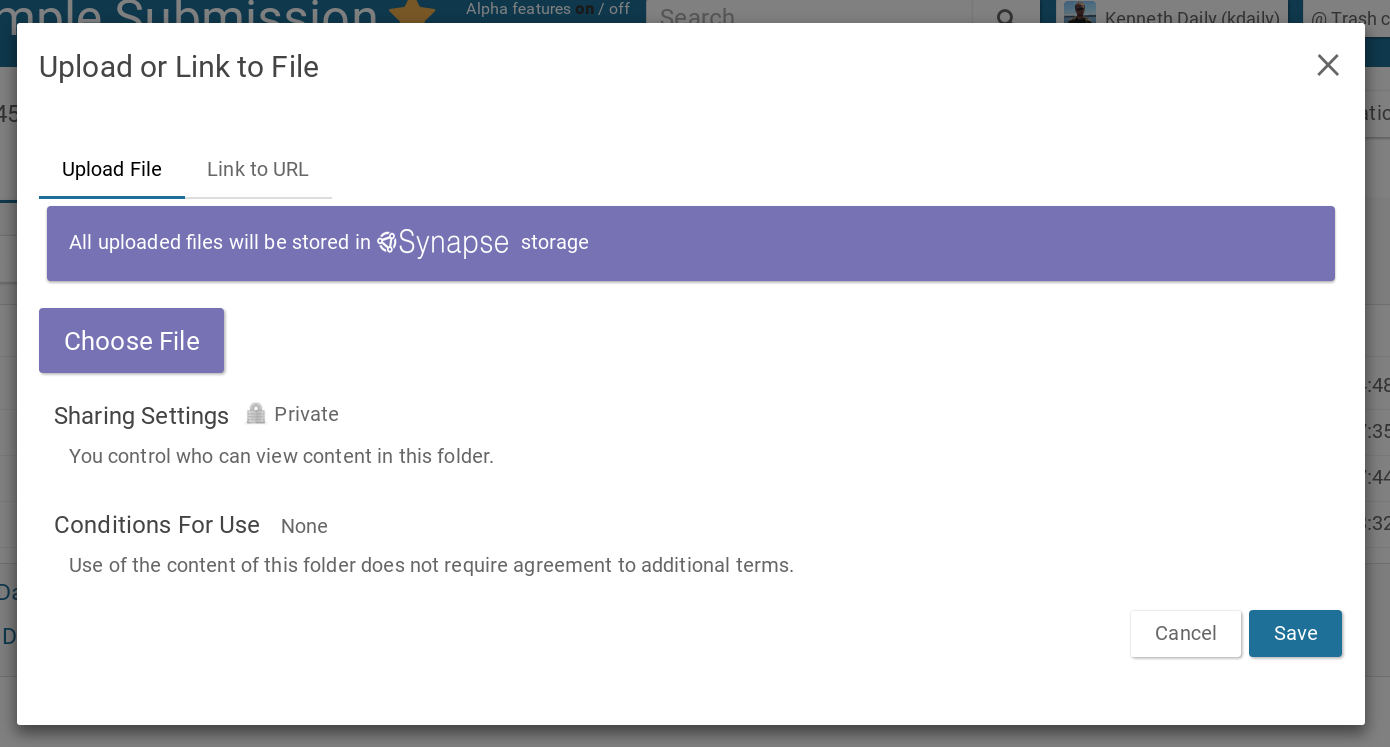 mple Submission
Alpha features on / off
Search
Kenneth Daily (kdaily)
@ Trash c
Upload or Link to File
Upload File
Link to URL
All uploaded files will be stored in Synapse storage
Choose File
Sharing Settings Private
You control who can view content in this folder.
Conditions For Use None
Use of the content of this folder does not require agreement to additional terms.
Cancel
Save